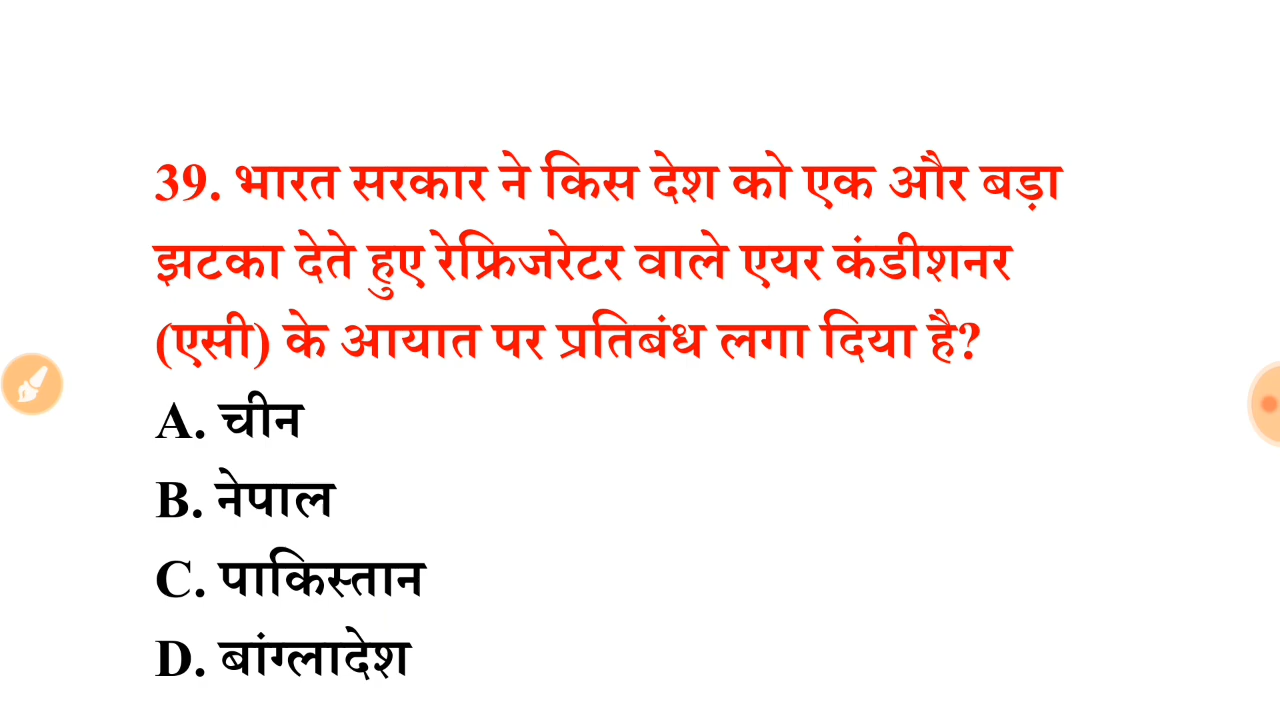 39. भारत सरकार ने किस देश को एक और बड़ा
झटका देते हुए रेफ्रिजरेटर वाले एयर कंडीशनर
(एसी) के आयात पर प्रतिबंध लगा दिया है?
A. चीन
B. नेपाल
C. पाकिस्तान
D. बांग्लादेश